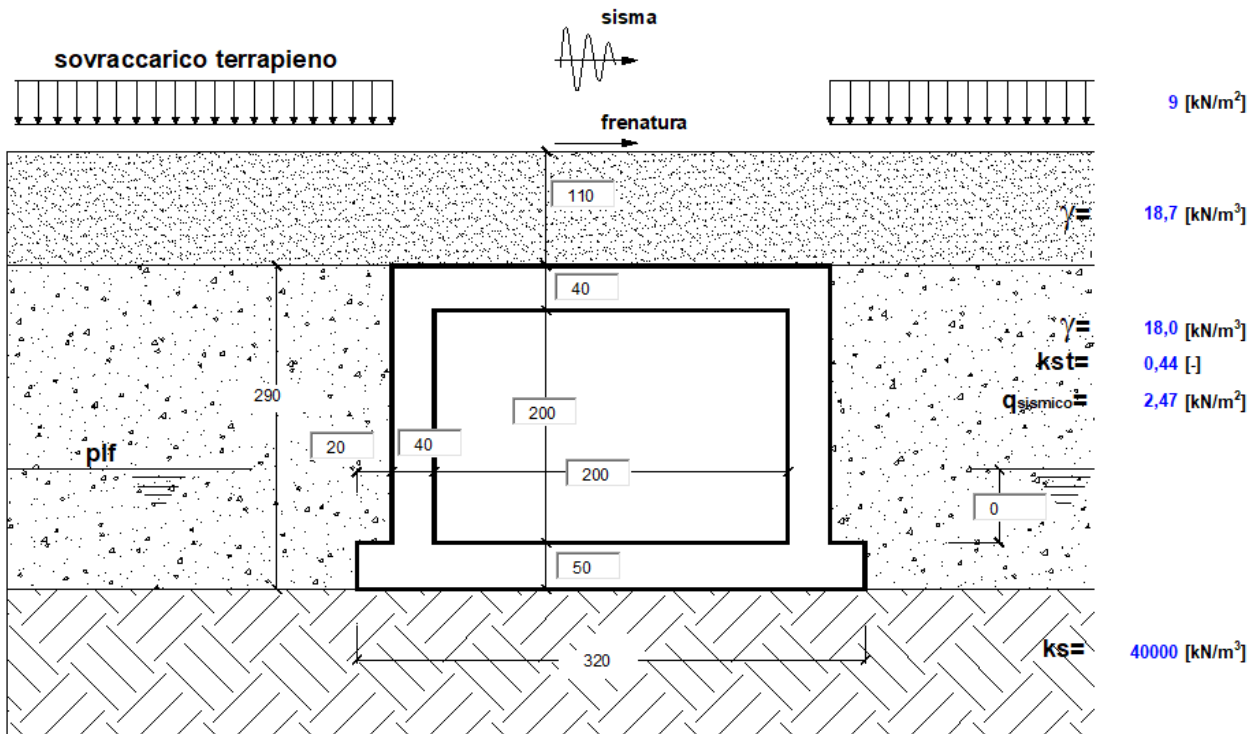 sisma
sovraccarico terrapieno
9 [kN/m²]
frenatura
110
γ= 18,7 [kN/m³]
40
γ= 18,0 [kN/m³]
kst= 0,44 [-]
290
200
qsismico= 2,47 [kN/m²]
20
40
plf
200
0
50
320
ks= 40000 [kN/m³]